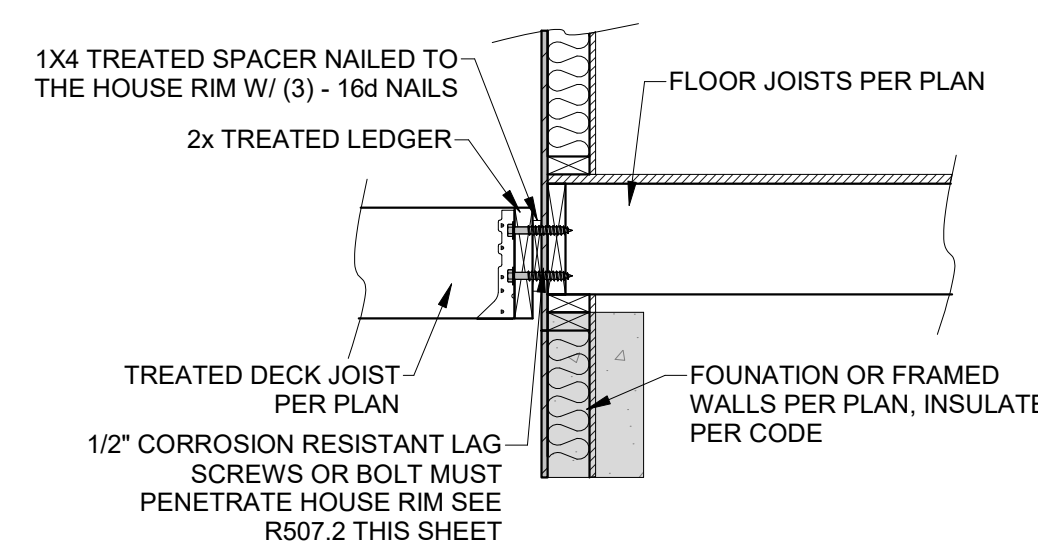 1X4 TREATED SPACER NAILED TO
THE HOUSE RIM W/ (3) - 16d NAILS
2x TREATED LEDGER
FLOOR JOISTS PER PLAN
TREATED DECK JOIST
PER PLAN
1/2" CORROSION RESISTANT LAG
SCREWS OR BOLT MUST
PENETRATE HOUSE RIM SEE
R507.2 THIS SHEET
FOUNATION OR FRAMED
WALLS PER PLAN, INSULATE
PER CODE